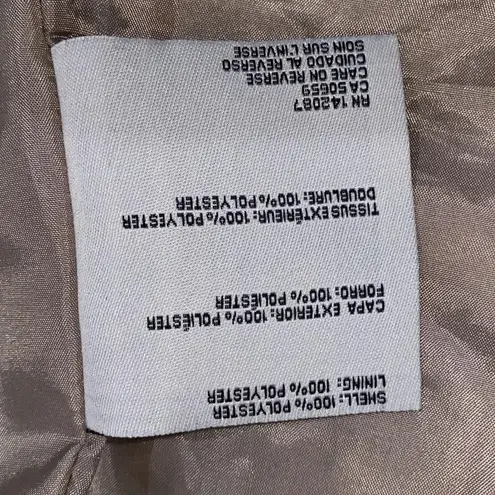 SHELL: 100% POLYESTER
LINING: 100% POLYESTER
CAPA EXTERIOR: 100% POLIÉSTER
FORRO: 100% POLIÉSTER
TISSUS EXTÉRIEUR: 100% POLYESTER
DOUBLURE: 100% POLYESTER
RN 142087
CA 50659
CARE ON REVERSE
CUIDADO AL REVERSO
SOIN SUR L'INVERSE